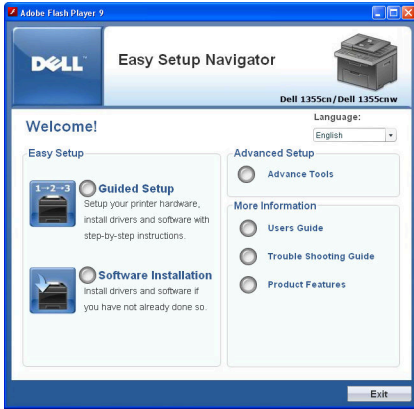 Adobe Flash Player 9
DELL
Easy Setup Navigator
Dell 1355cn/Dell 1355cnw
Welcome!
Language:
English
Easy Setup
1→2→3
Guided Setup
Setup your printer hardware,
install drivers and software with
step-by-step instructions.
Software Installation
Install drivers and software if
you have not already done so.
Advanced Setup
Advance Tools
More Information
Users Guide
Trouble Shooting Guide
Product Features
Exit